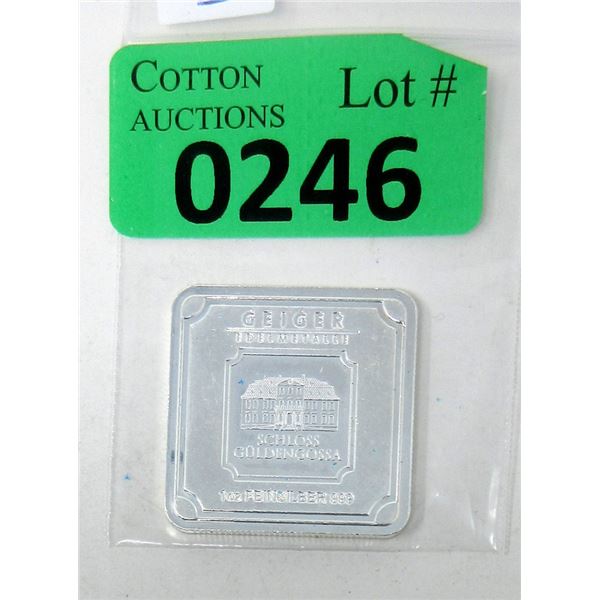 COTTON
AUCTIONS
Lot #
0246
GEIGER
EDELMETALLE
SCHLOSS
GÜLDENGOSSA
1oz FEINSILBER 999